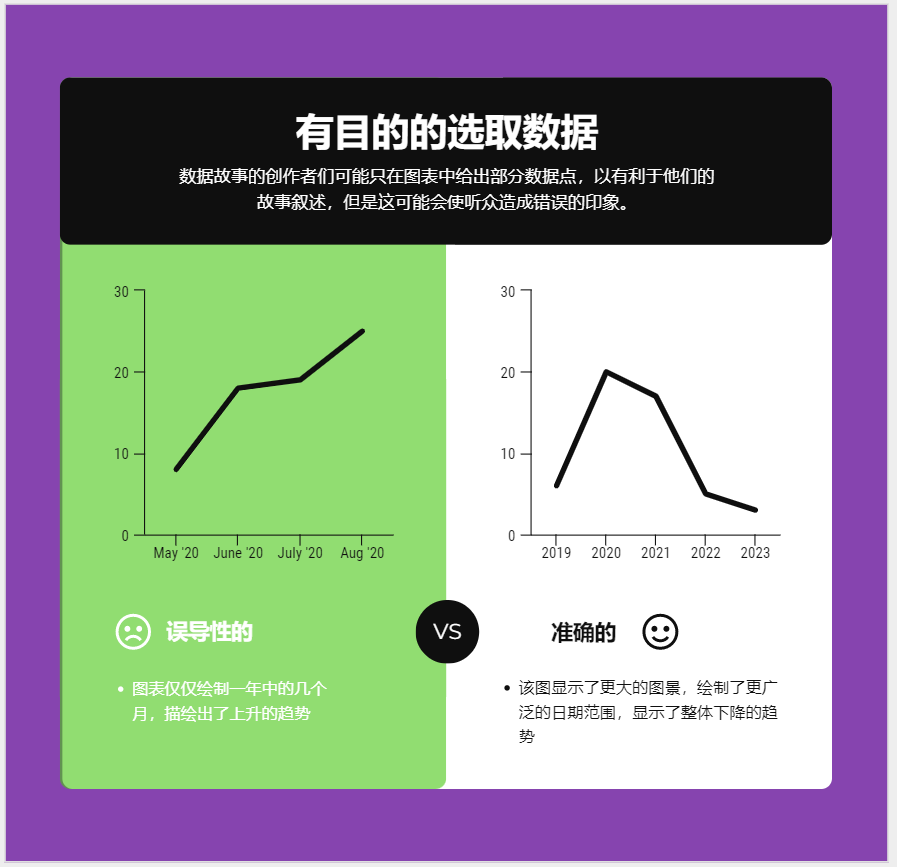 有目的的选取数据
数据故事的创作者们可能只在图表中给出部分数据点，以有利于他们的
故事叙述，但是这可能会使听众造成错误的印象。
30
20
10
0
May '20 June '20 July '20 Aug '20
30
20
10
0
2019 2020 2021 2022 2023
误导性的
VS
准确的
• 图表仅仅绘制一年中的几个
月，描绘出了上升的趋势
• 该图显示了更大的图景，绘制了更广
泛的日期范围，显示了整体下降的趋
势